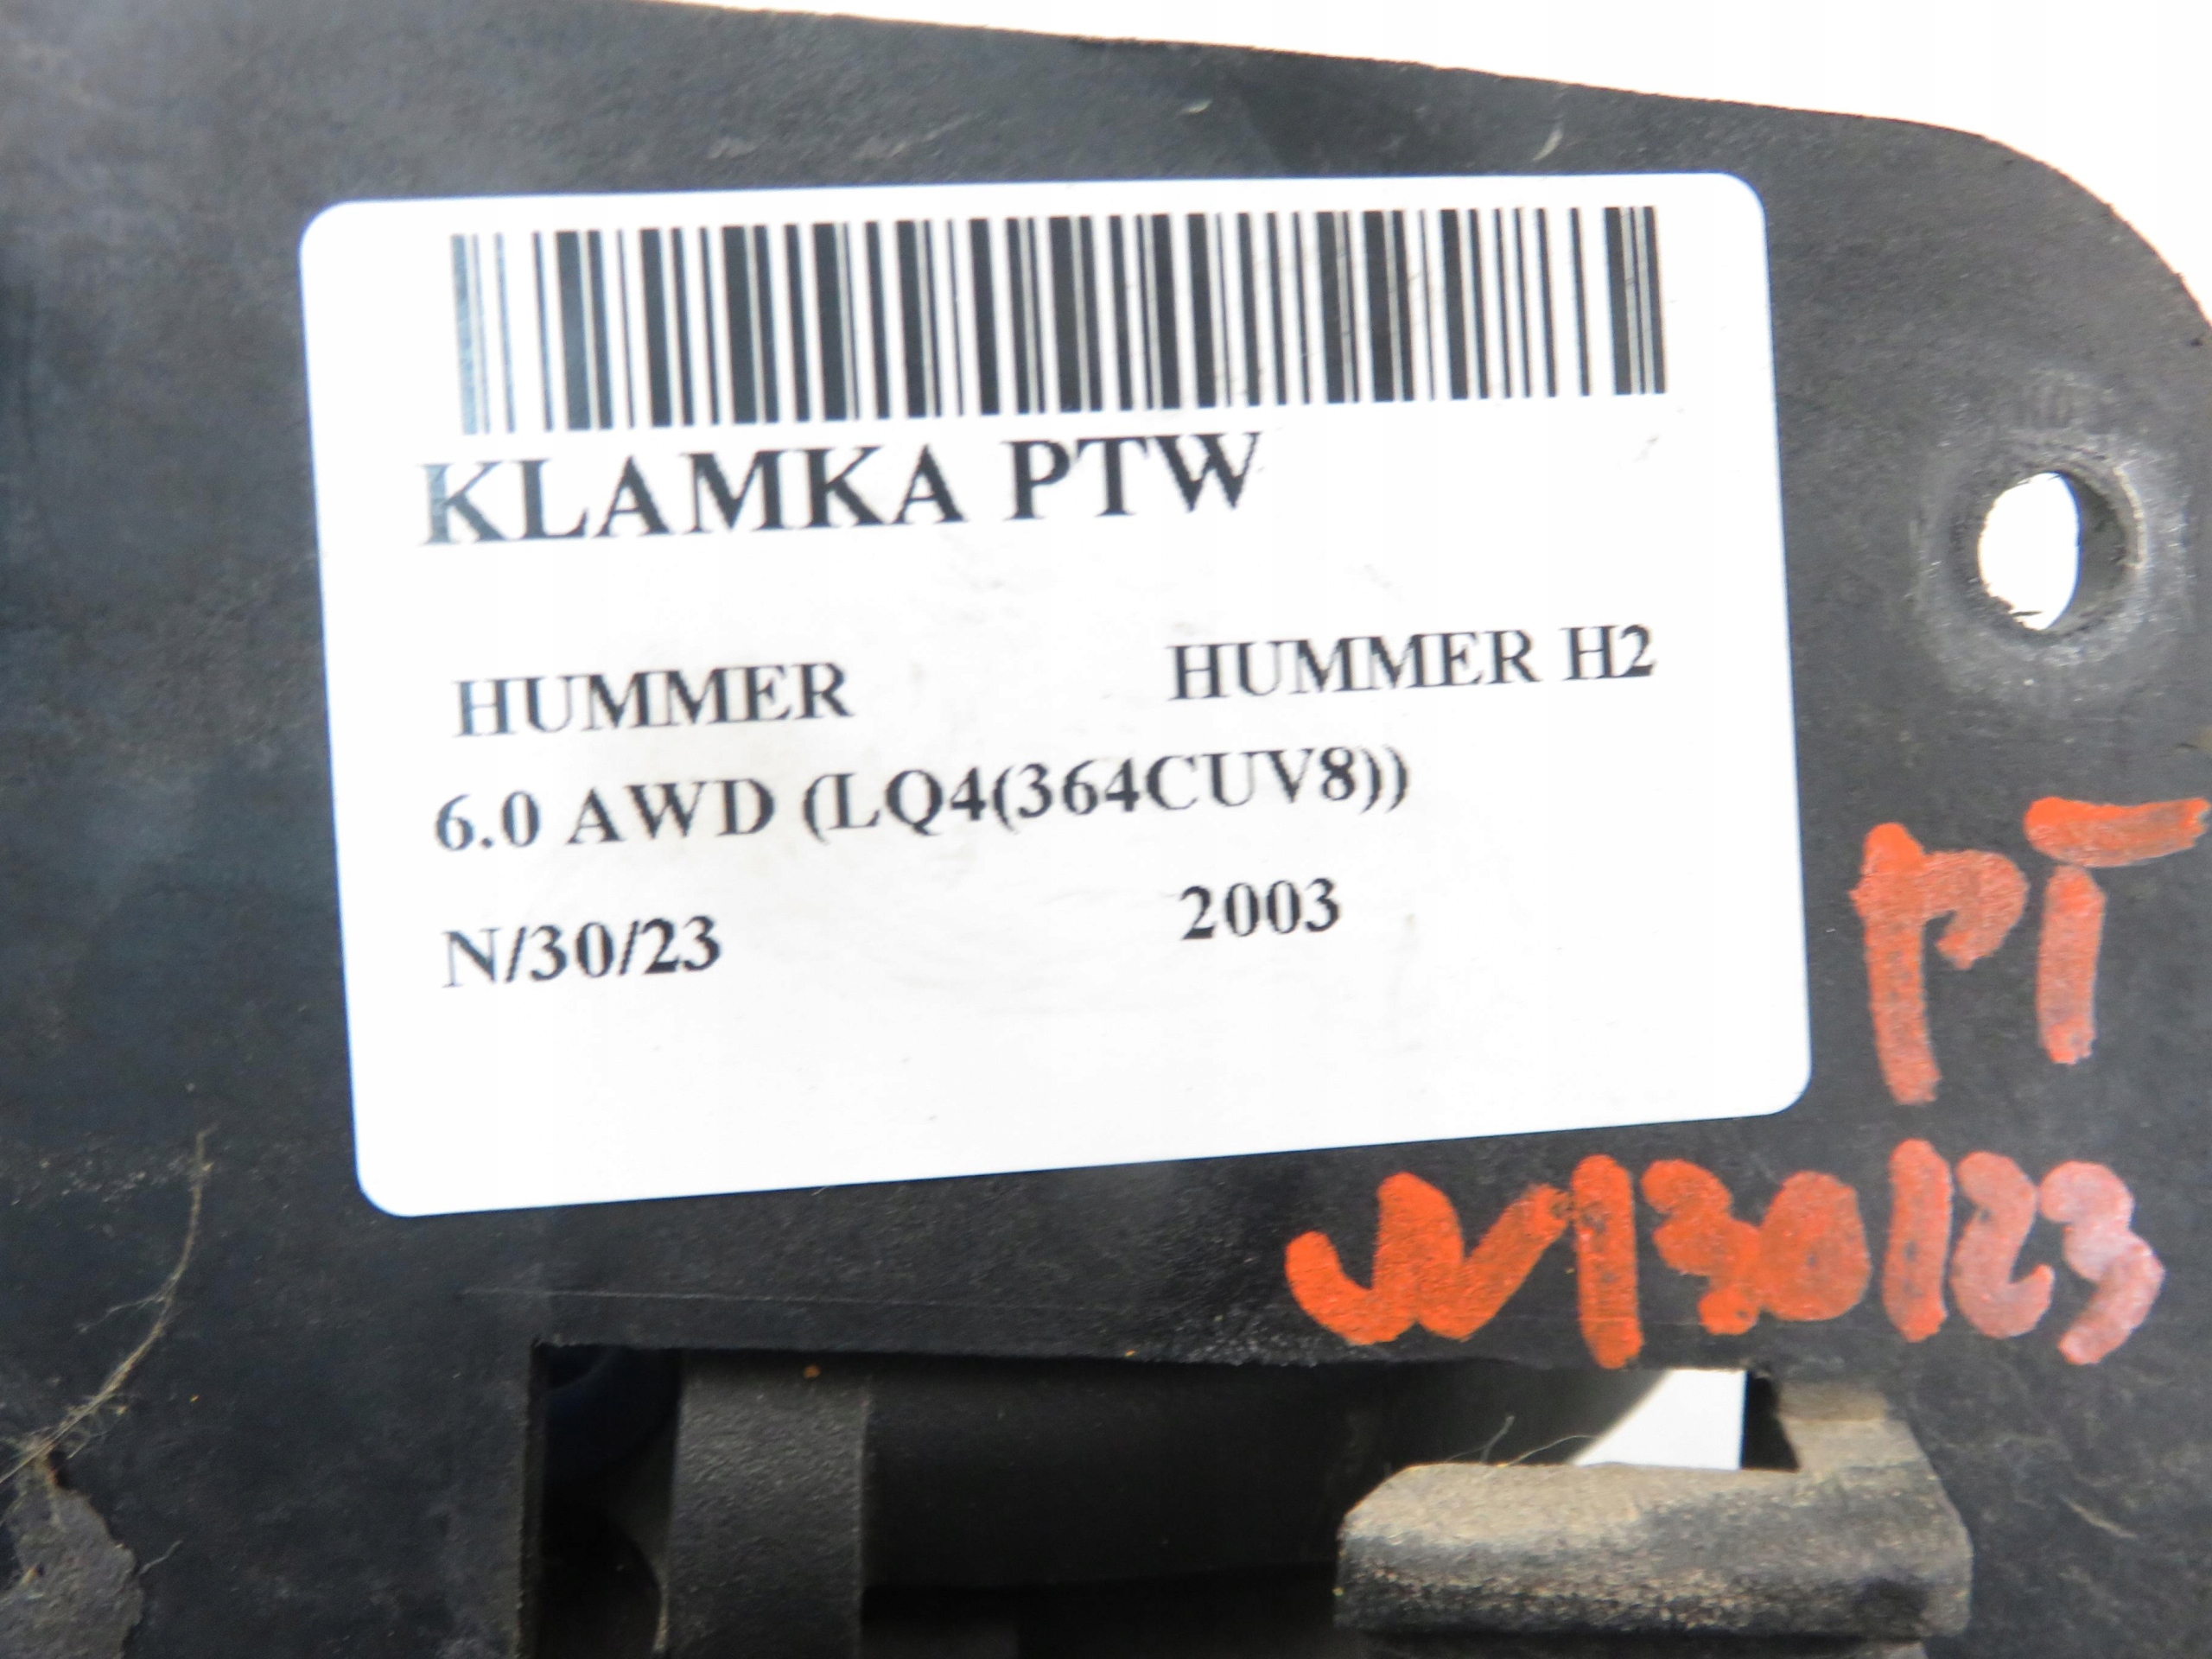 KLAMKA PTW
HUMMER HUMMER H2
6.0 AWD (LQ4(364CUV8))
N/30/23 2003
PT
N/30/23